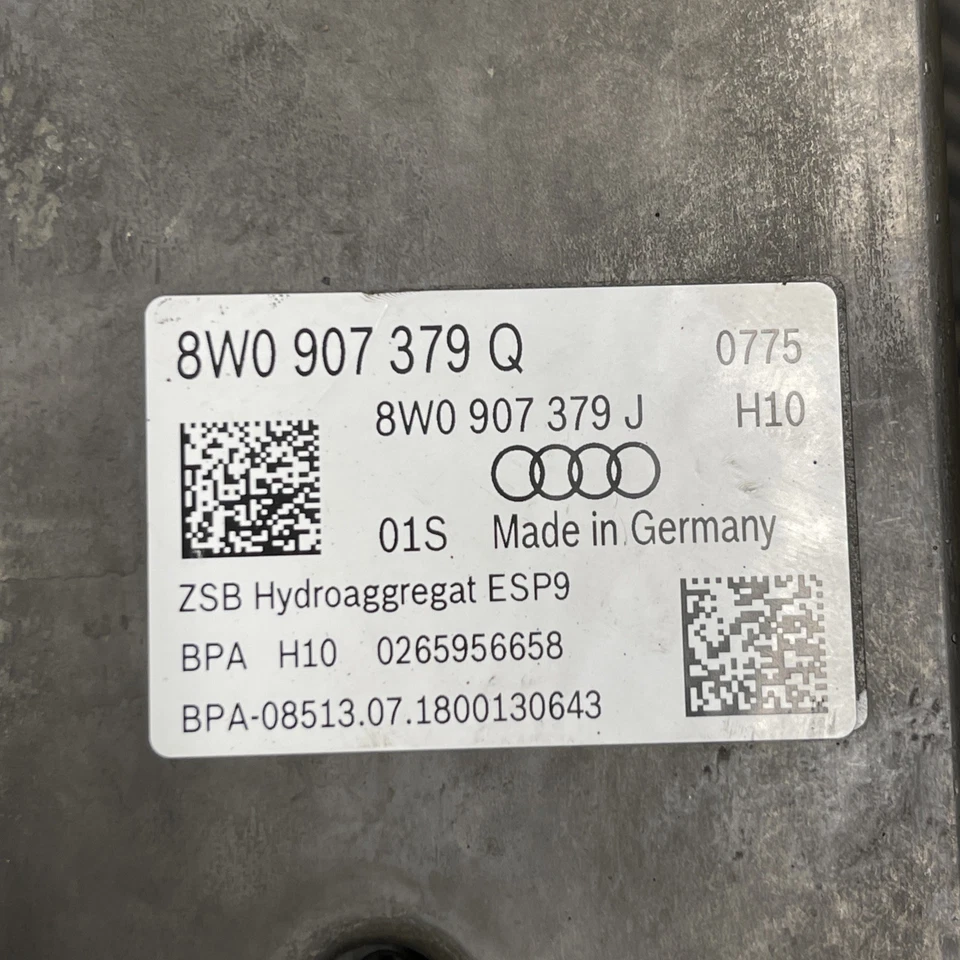 8W0 907 379 Q 0775
8W0 907 379 J H10
01S Made in Germany
ZSB Hydroaggregat ESP9
BPA H10 0265956658
BPA-08513.07.1800130643